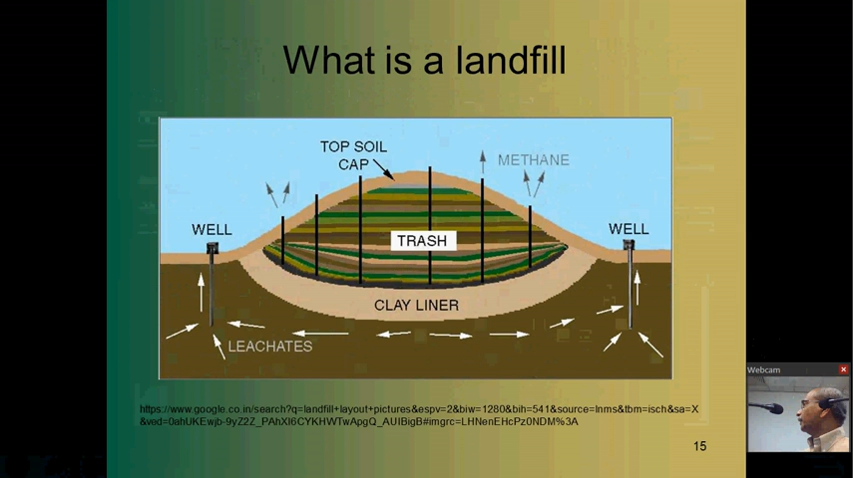 What is a landfill
TOP SOIL
CAP
METHANE
WELL
WELL
TRASH
CLAY LINER
LEACHATES
https://www.google.co.in/search?q=landfill+layout+pictures&espv=2&biw=1280&bih=541&source=lnms&tbm=isch&sa=X
&ved=0ahUKEwjb-9yZ2Z_PAhXI6CYKHWTwApgQ_AUIBigB#imgrc=LHNenEHcPz0NDM%3A
15
Webcam